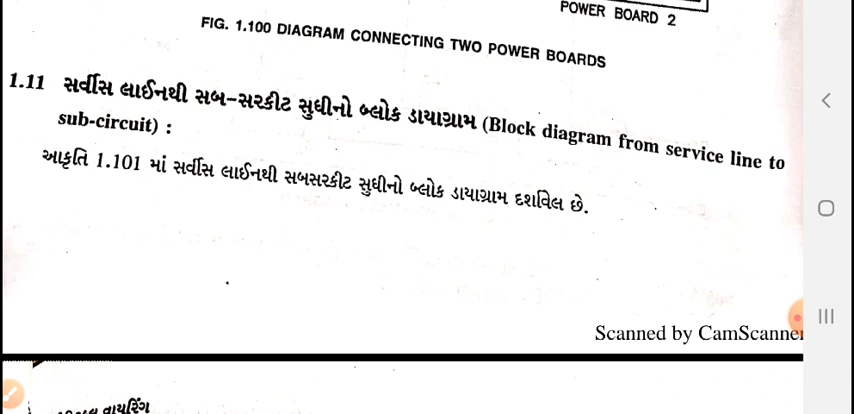 POWER BOARD 2
FIG. 1.100 DIAGRAM CONNECTING TWO POWER BOARDS
1.11 સર્વીસ લાઈનથી સબ-સરકીટ સુધીનો બ્લોક ડાયાગ્રામ (Block diagram from service line to
sub-circuit) :
આકૃતિ 1.101 માં સર્વીસ લાઈનથી સબસરકીટ સુધીનો બ્લોક ડાયાગ્રામ દર્શાવેલ છે.
Scanned by CamScanner
વાયરિંગ